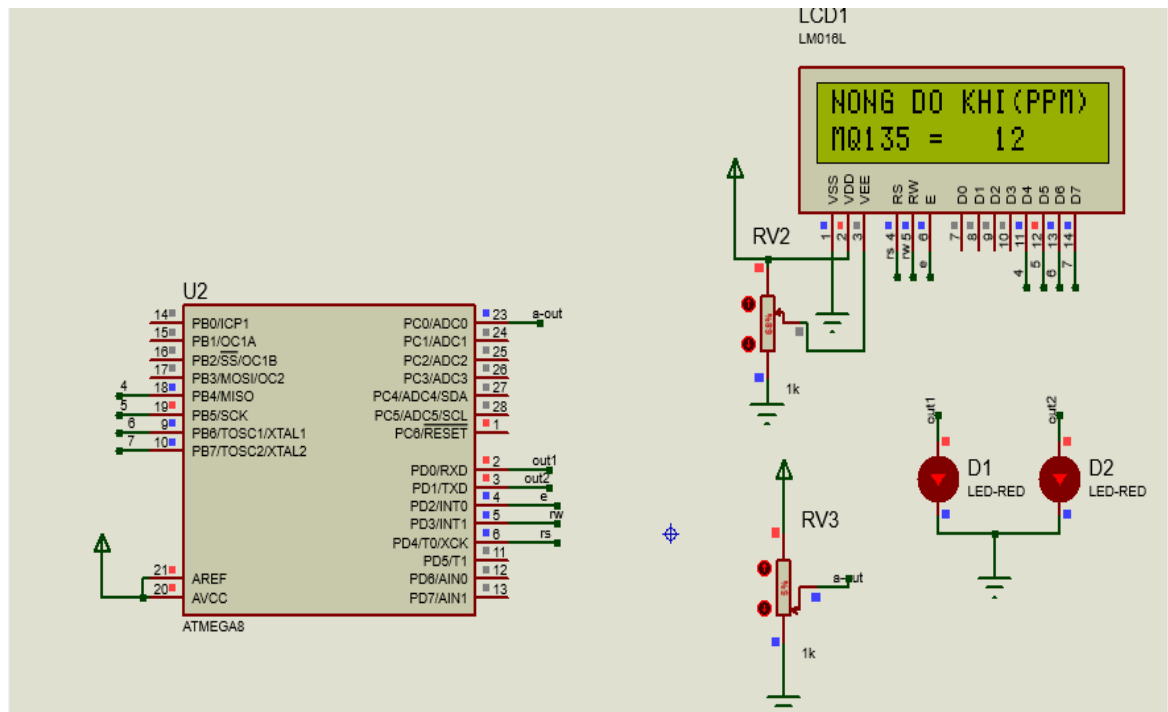 LCD1
LM016L
NONG DO KHI(PPM)
MQ135 = 12
VSS
VDD
VEE
RS
RW
E
D0
D1
D2
D3
D4
D5
D6
D7
1
2
3
4
5
6
7
8
9
10
11
12
13
14
rs
rw
e
4
5
6
7
RV2
68%
1k
U2
14 PB0/ICP1
15 PB1/OC1A
16 PB2/SS/OC1B
17 PB3/MOSI/OC2
4 18 PB4/MISO
5 19 PB5/SCK
6 9 PB6/TOSC1/XTAL1
7 10 PB7/TOSC2/XTAL2
21 AREF
20 AVCC
PC0/ADC0 23 a-out
PC1/ADC1 24
PC2/ADC2 25
PC3/ADC3 26
PC4/ADC4/SDA 27
PC5/ADC5/SCL 28
PC6/RESET 1
PD0/RXD 2 out1
PD1/TXD 3 out2
PD2/INT0 4 e
PD3/INT1 5 rw
PD4/T0/XCK 6 rs
PD5/T1 11
PD6/AIN0 12
PD7/AIN1 13
ATMEGA8
out1
out2
D1
LED-RED
D2
LED-RED
RV3
5%
a-out
1k